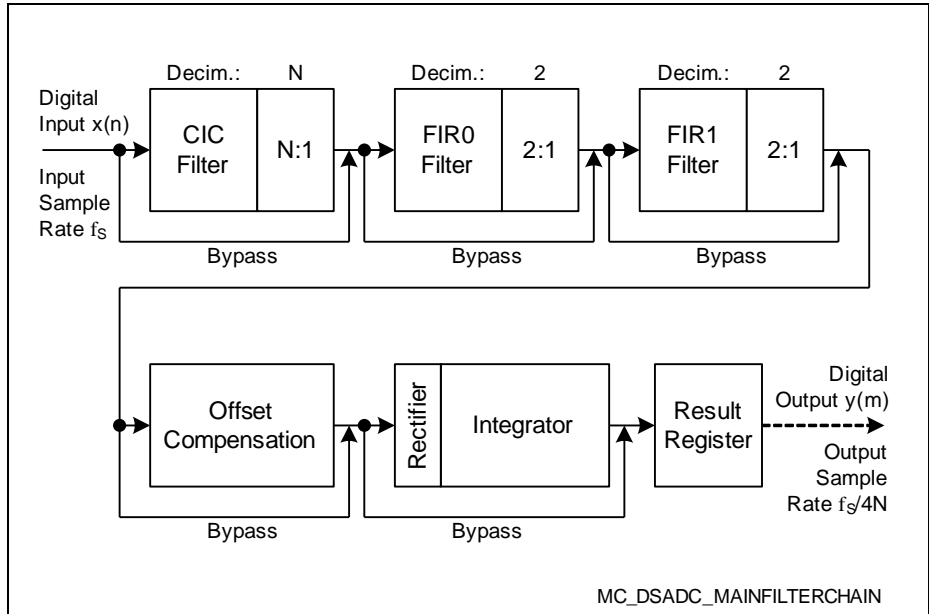 Decim.: N
Decim.: 2
Decim.: 2
Digital
Input x(n)
CIC
Filter
N:1
FIR0
Filter
2:1
FIR1
Filter
2:1
Input
Sample
Rate fS
Bypass
Bypass
Bypass
Offset
Compensation
Rectifier
Integrator
Result
Register
Digital
Output y(m)
Output
Sample
Rate fS/4N
Bypass
Bypass
MC_DSADC_MAINFILTERCHAIN